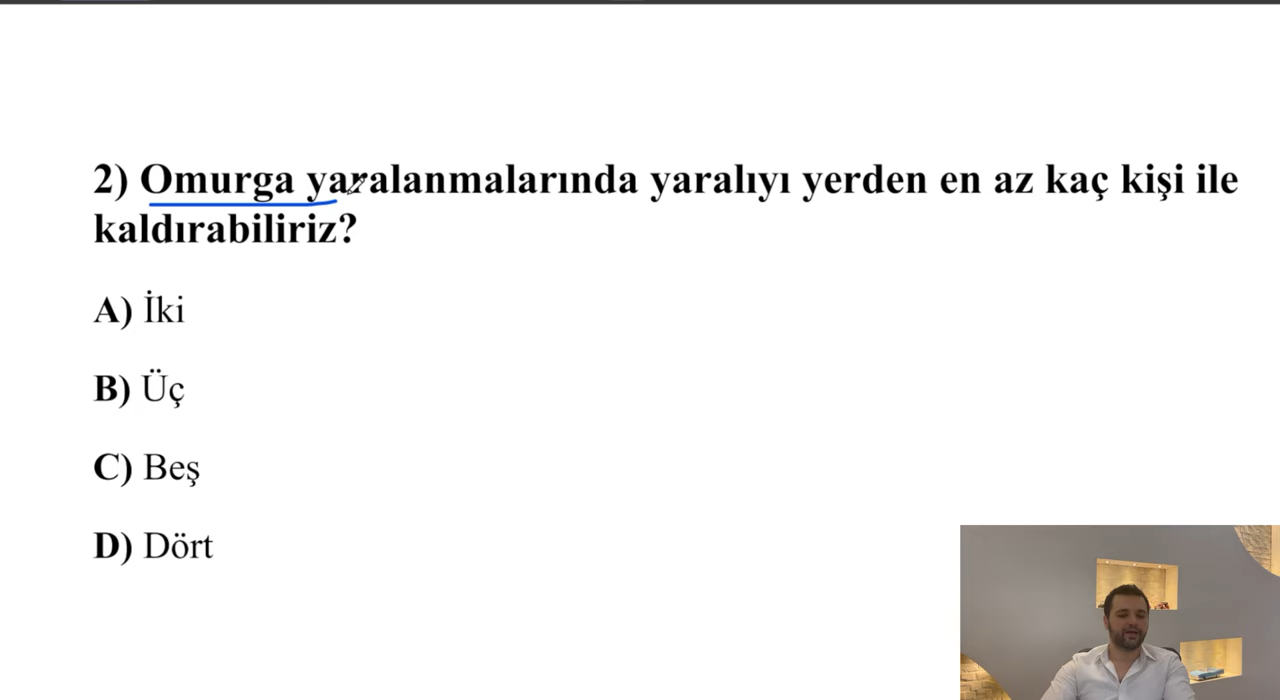 2) Omurga yaralanmalarında yaralıyı yerden en az kaç kişi ile
kaldırabiliriz?
A) İki
B) Üç
C) Beş
D) Dört